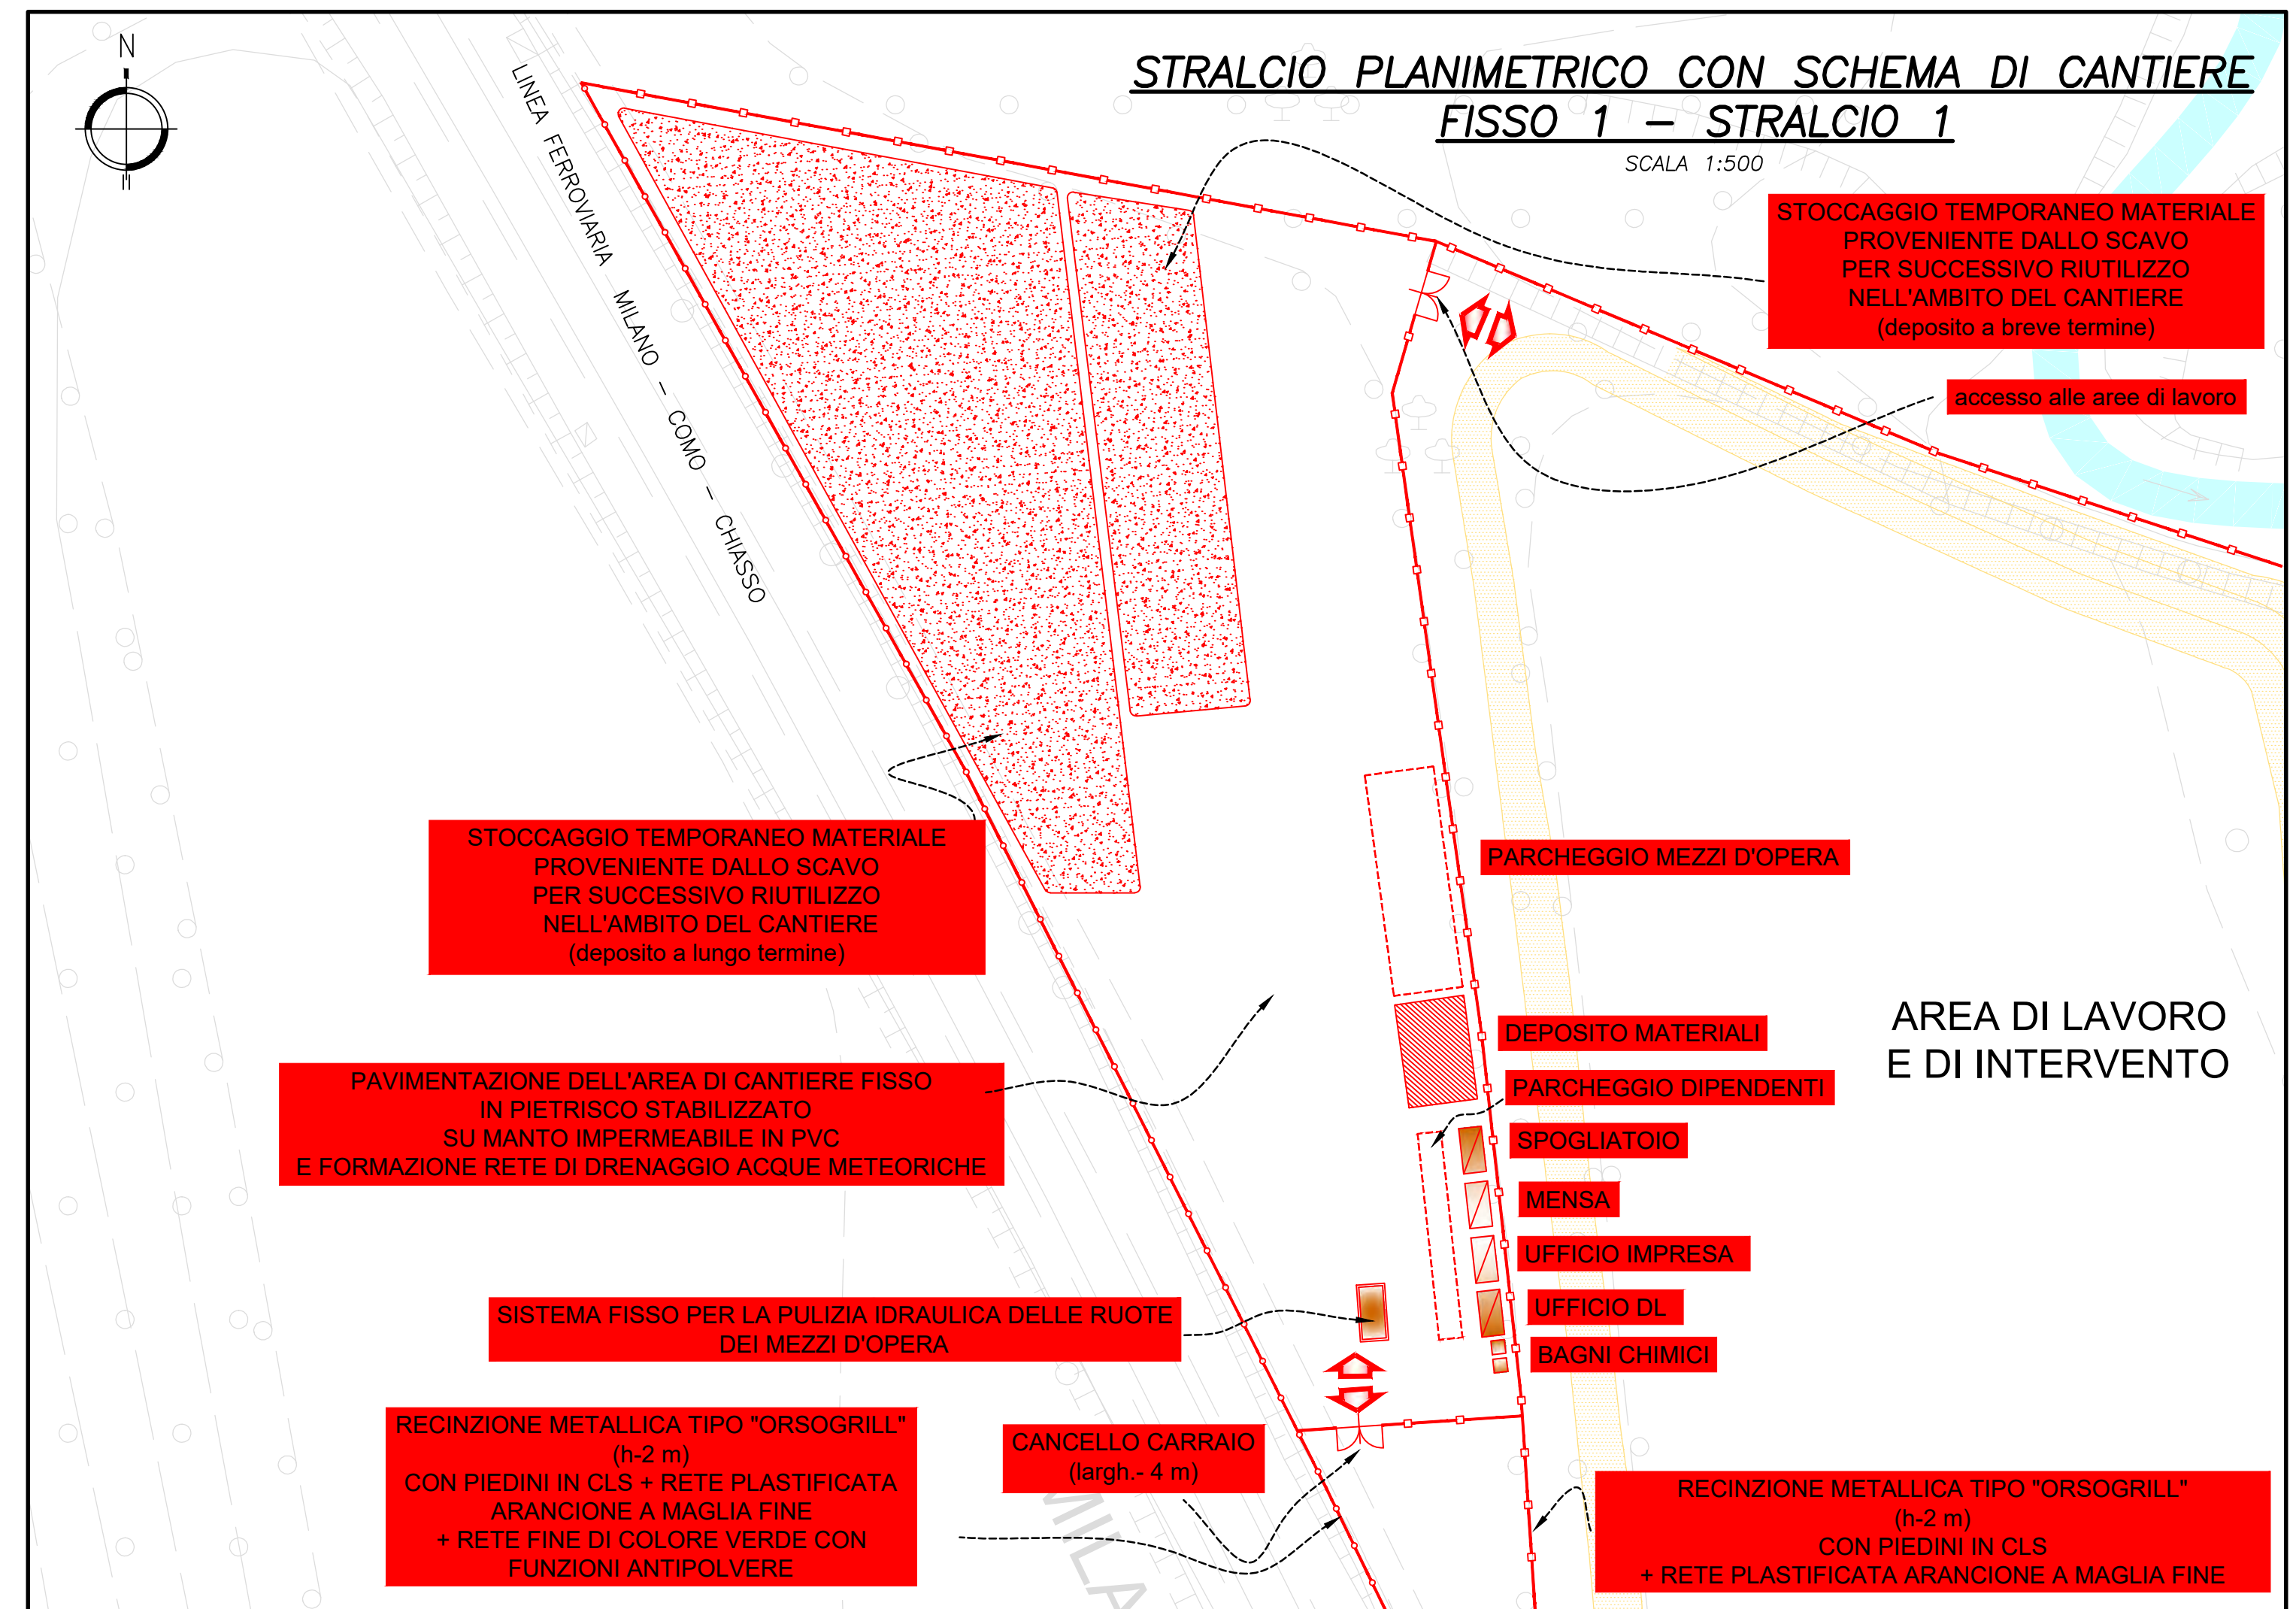 N
STRALCIO PLANIMETRICO CON SCHEMA DI CANTIERE
FISSO 1 – STRALCIO 1
SCALA 1:500
LINEA FERROVIARIA MILANO – COMO – CHIASSO
STOCCAGGIO TEMPORANEO MATERIALE
PROVENIENTE DALLO SCAVO
PER SUCCESSIVO RIUTILIZZO
NELL'AMBITO DEL CANTIERE
(deposito a breve termine)
accesso alle aree di lavoro
STOCCAGGIO TEMPORANEO MATERIALE
PROVENIENTE DALLO SCAVO
PER SUCCESSIVO RIUTILIZZO
NELL'AMBITO DEL CANTIERE
(deposito a lungo termine)
PARCHEGGIO MEZZI D'OPERA
DEPOSITO MATERIALI
AREA DI LAVORO
E DI INTERVENTO
PAVIMENTAZIONE DELL'AREA DI CANTIERE FISSO
IN PIETRISCO STABILIZZATO
SU MANTO IMPERMEABILE IN PVC
E FORMAZIONE RETE DI DRENAGGIO ACQUE METEORICHE
PARCHEGGIO DIPENDENTI
SPOGLIATOIO
MENSA
UFFICIO IMPRESA
UFFICIO DL
BAGNI CHIMICI
SISTEMA FISSO PER LA PULIZIA IDRAULICA DELLE RUOTE
DEI MEZZI D'OPERA
RECINZIONE METALLICA TIPO "ORSOGRILL"
(h-2 m)
CON PIEDINI IN CLS + RETE PLASTIFICATA
ARANCIONE A MAGLIA FINE
+ RETE FINE DI COLORE VERDE CON
FUNZIONI ANTIPOLVERE
CANCELLO CARRAIO
(largh.- 4 m)
MILA
RECINZIONE METALLICA TIPO "ORSOGRILL"
(h-2 m)
CON PIEDINI IN CLS
+ RETE PLASTIFICATA ARANCIONE A MAGLIA FINE